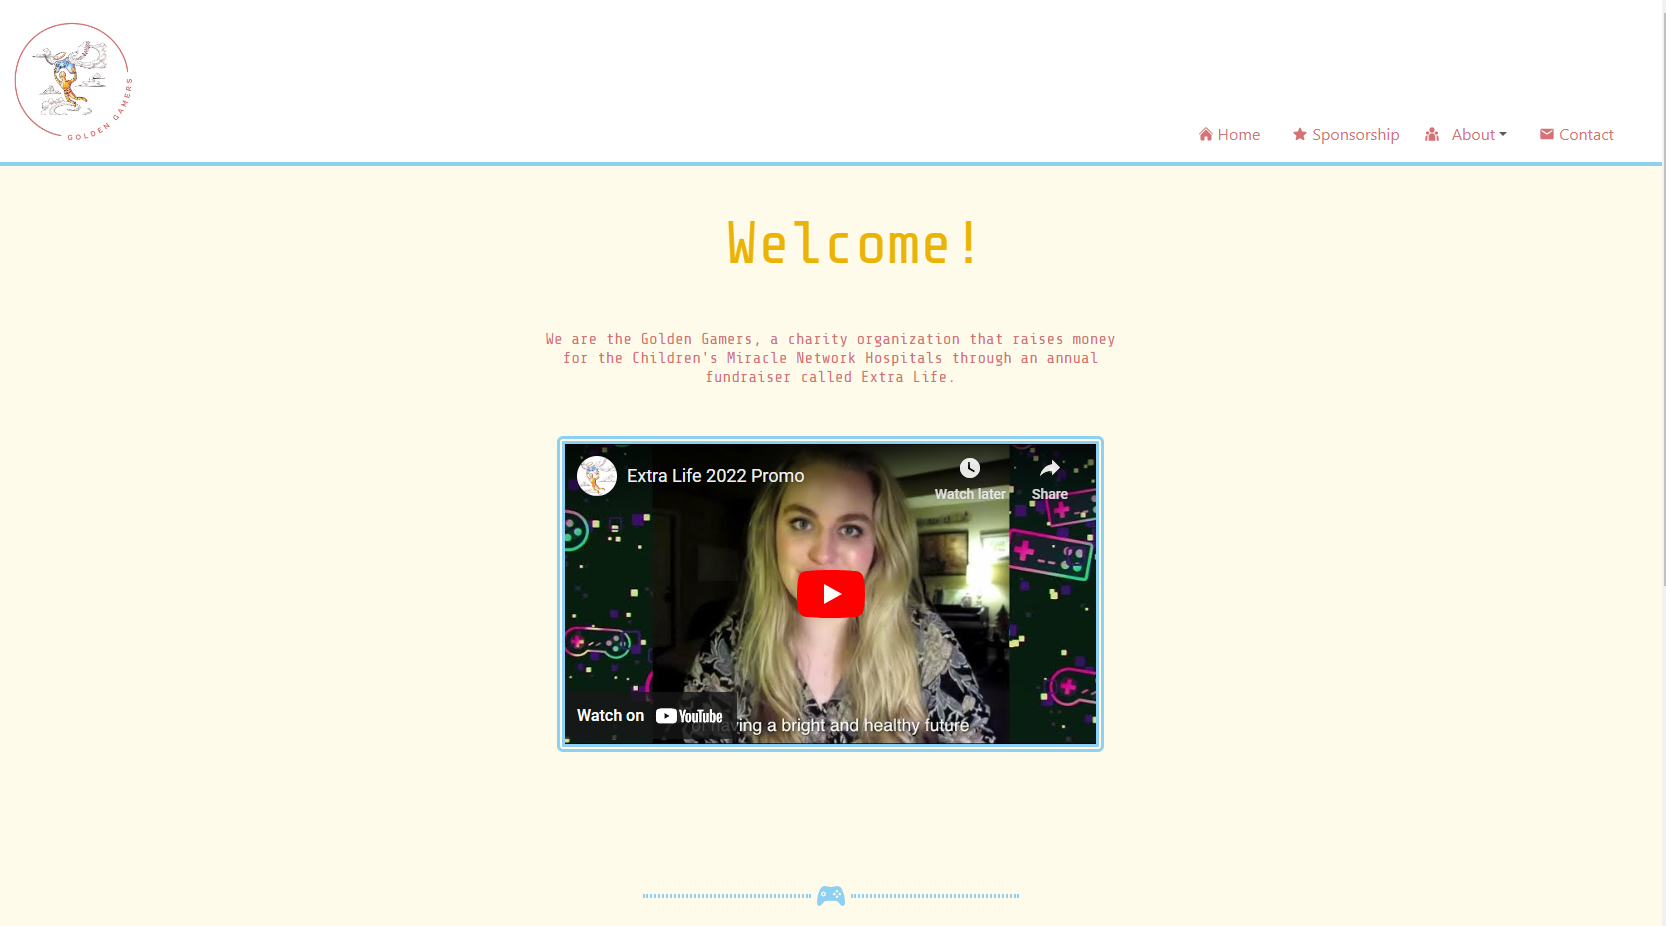 GOLDEN GAMERS
Home Sponsorship About Contact
Welcome!
We are the Golden Gamers, a charity organization that raises money
for the Children's Miracle Network Hospitals through an annual
fundraiser called Extra Life.
Extra Life 2022 Promo
Watch later Share
Watch on YouTube
a bright and healthy future